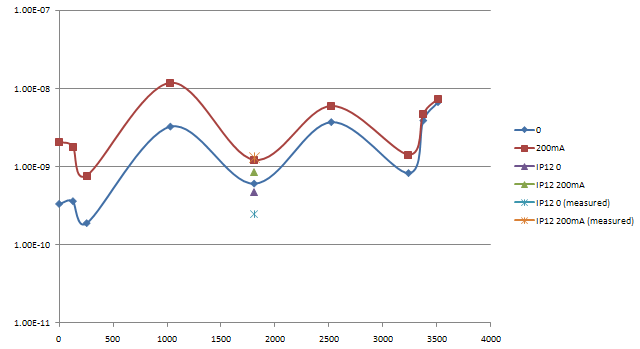 1.00E-07
1.00E-08
1.00E-09
1.00E-10
1.00E-11
0 500 1000 1500 2000 2500 3000 3500 4000
0
200mA
IP12 0
IP12 200mA
IP12 0 (measured)
IP12 200mA (measured)